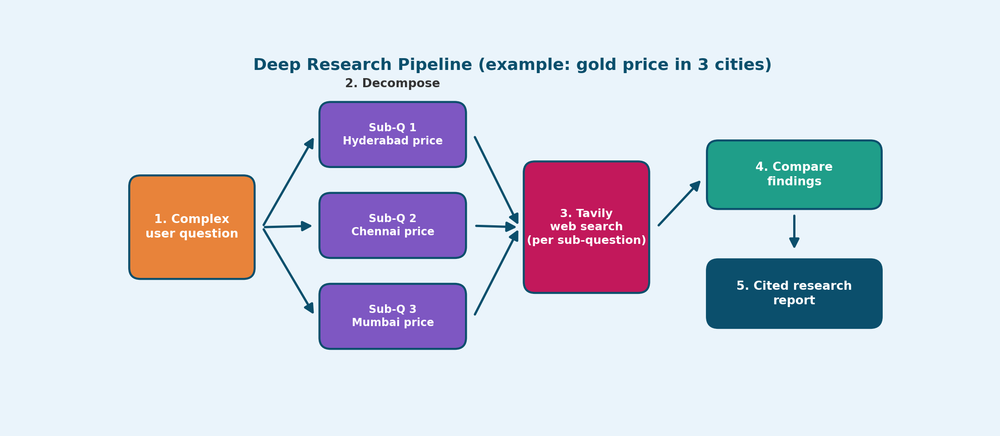 Deep Research Pipeline (example: gold price in 3 cities)
2. Decompose
1. Complex
user question
Sub-Q 1
Hyderabad price
Sub-Q 2
Chennai price
Sub-Q 3
Mumbai price
3. Tavily
web search
(per sub-question)
4. Compare
findings
5. Cited research
report